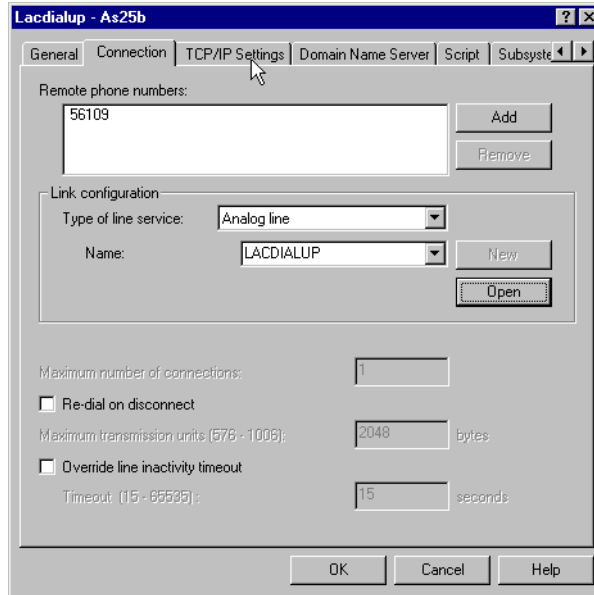 Lacdialup - As25b
General Connection TCP/IP Settings Domain Name Server Script Subsyste
Remote phone numbers:
56109
Add
Remove
Link configuration
Type of line service: Analog line
Name: LACDIALUP New
Open
Maximum number of connections: 1
Re-dial on disconnect
Maximum transmission units (576 - 1006): 2048 bytes
Override line inactivity timeout
Timeout (15 - 65535) : 15 seconds
OK Cancel Help